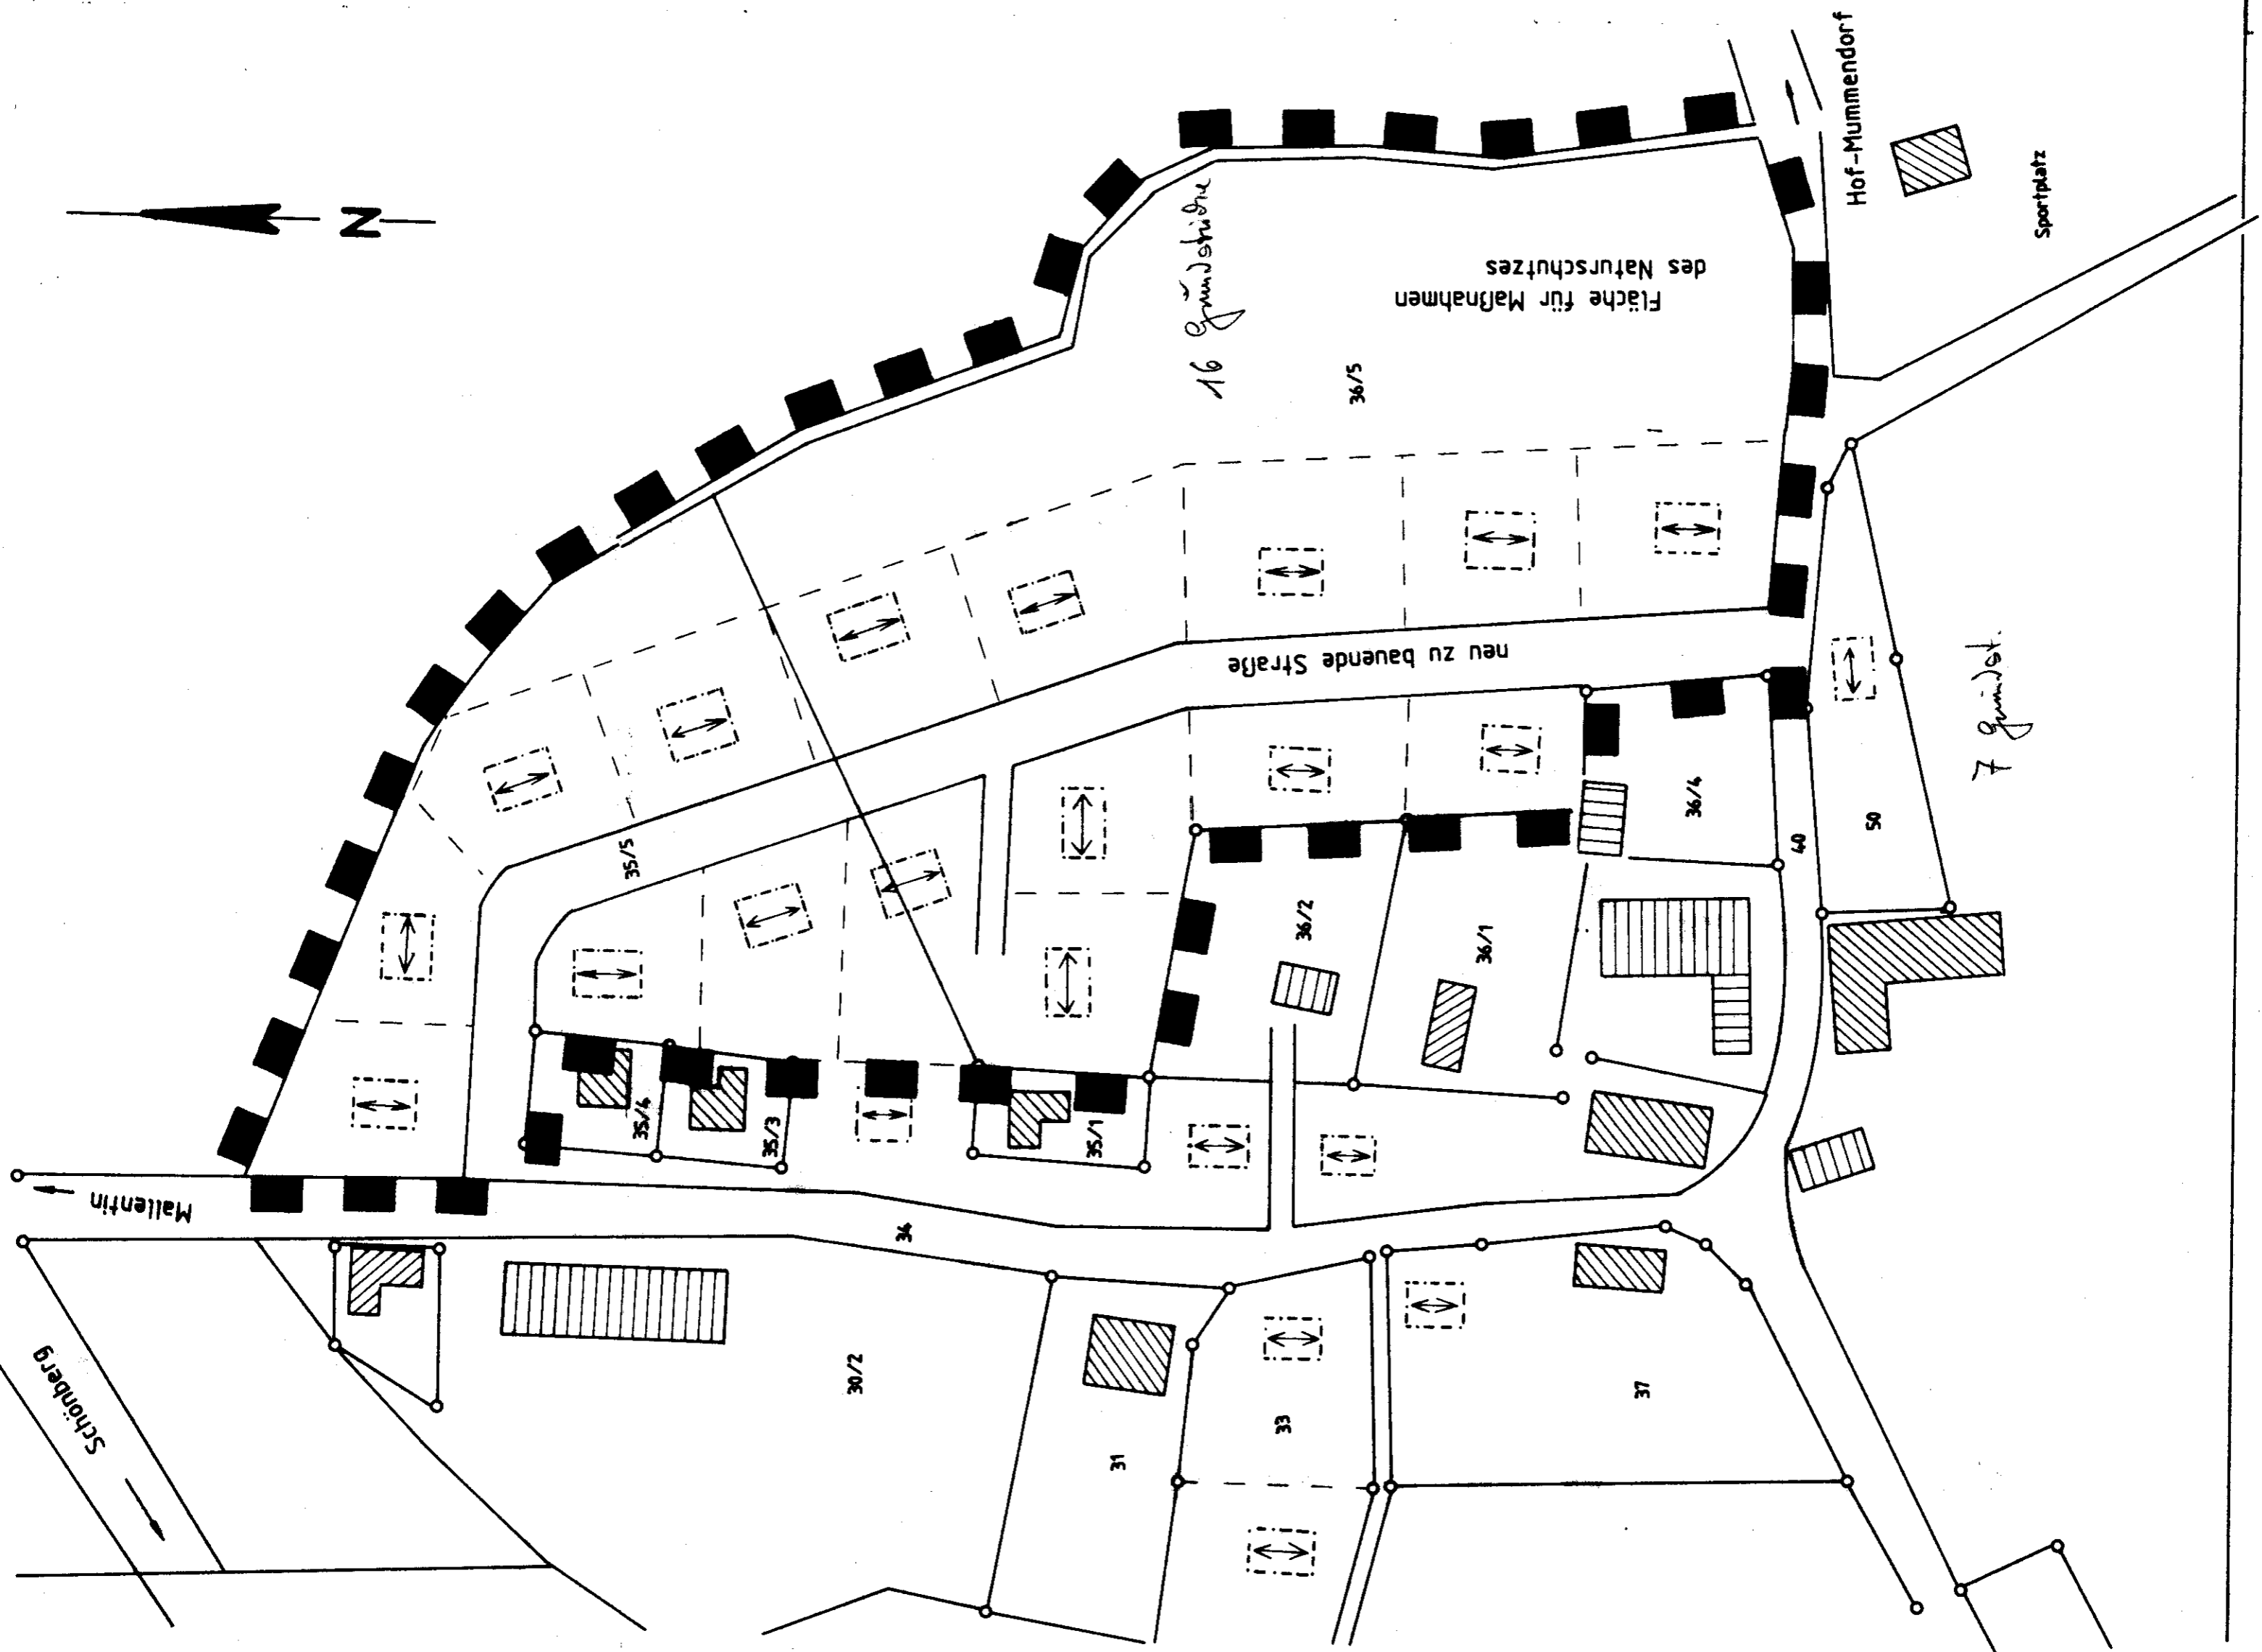 N
Mallentin
Schönberg
Hof-Mummendorf
Sportplatz
16 Grundstücke
Fläche für Maßnahmen
des Naturschutzes
36/5
neu zu bauende Straße
35/5
36/4
40
50
7 Grundst.
36/2
36/1
35/4
35/3
35/1
34
30/2
31
33
37